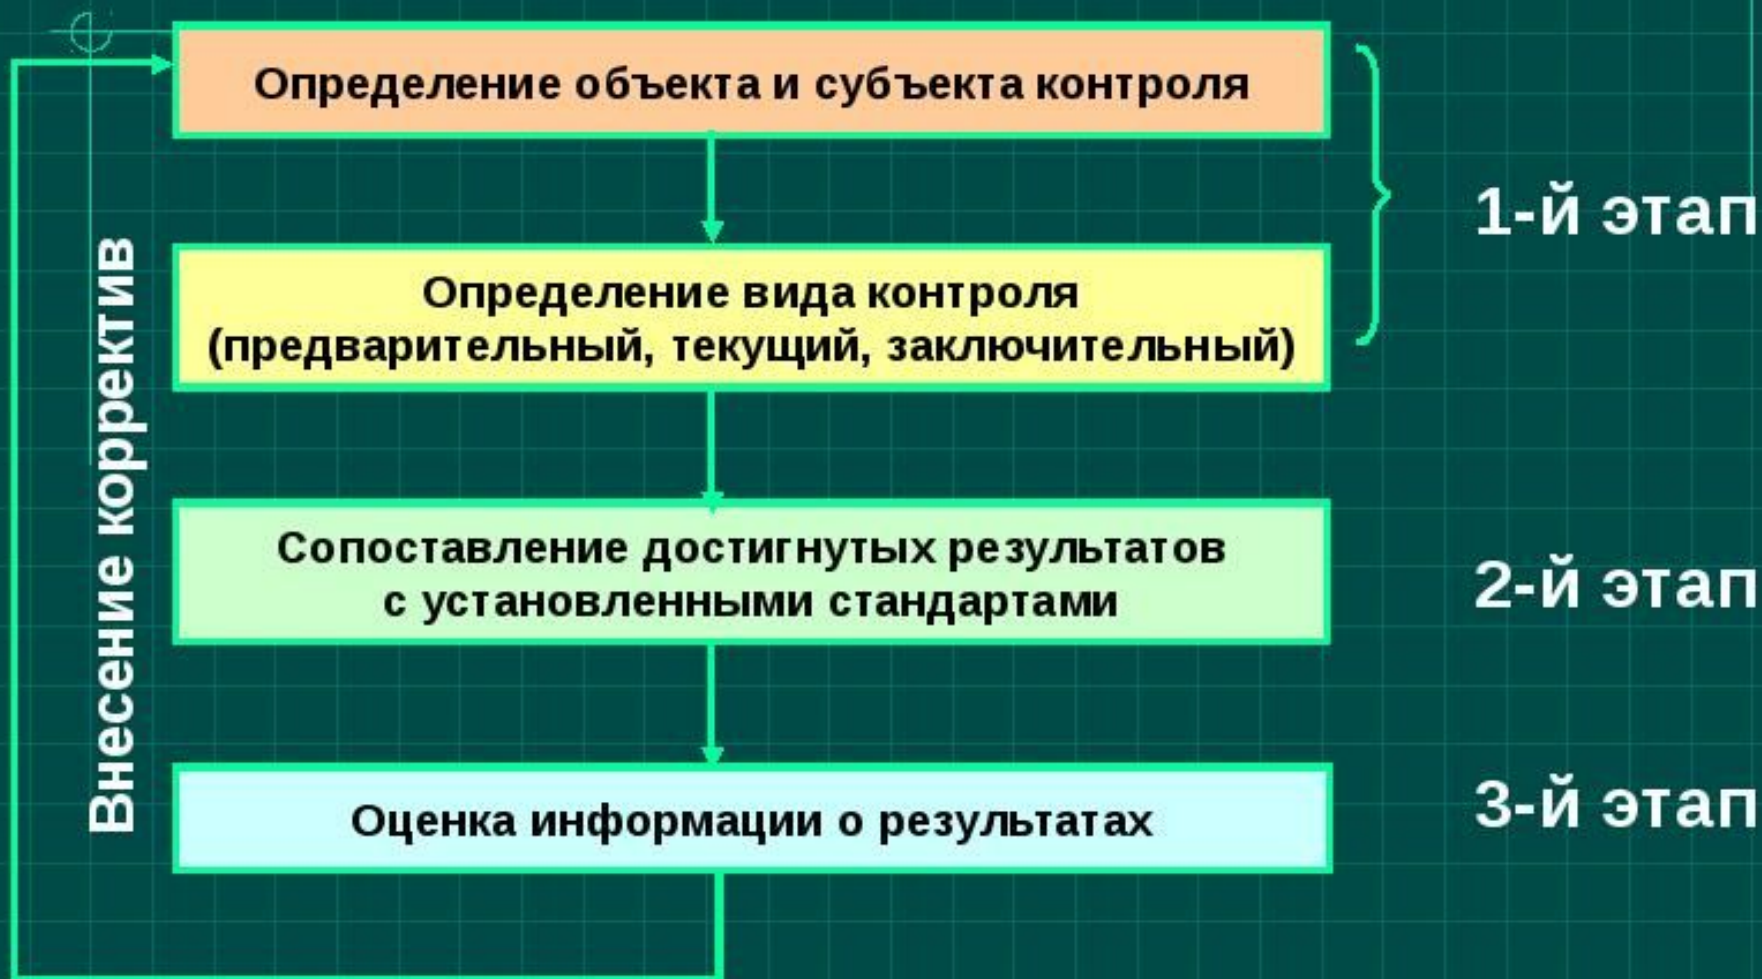 Определение объекта и субъекта контроля
1-й этап
Определение вида контроля
(предварительный, текущий, заключительный)
Внесение корректив
Сопоставление достигнутых результатов
с установленными стандартами
2-й этап
Оценка информации о результатах
3-й этап